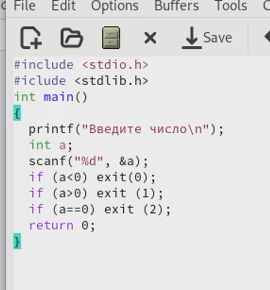 File Edit Options Buffers Tools C
Save
#include <stdio.h>
#iclude <stdlib.h>
int main()
{
printf("Введите число\n");
int a;
scanf("%d", &a);
if (a<0) exit(0);
if (a>0) exit (1);
if (a==0) exit (2);
return 0;
}